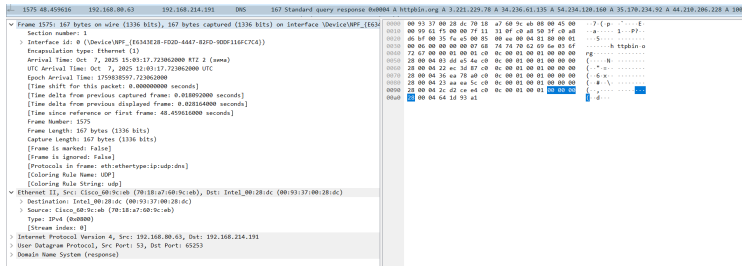 1575 48.459616 192.168.80.63 192.168.214.191 DNS 167 Standard query response 0x0004 A httpbin.org A 3.221.229.78 A 34.236.61.135 A 54.234.120.160 A 35.170.234.92 A 44.210.206.228 A 100
Frame 1575: 167 bytes on wire (1336 bits), 167 bytes captured (1336 bits) on interface \Device\NPF_{E634
Section number: 1
Interface id: 0 (\Device\NPF_{E6343E28-FD2D-4447-82FD-9DDF116FC7C4})
Encapsulation type: Ethernet (1)
Arrival Time: Oct 7, 2025 15:03:17.723062000 RTZ 2 (зима)
UTC Arrival Time: Oct 7, 2025 12:03:17.723062000 UTC
Epoch Arrival Time: 1759838597.723062000
[Time shift for this packet: 0.000000000 seconds]
[Time delta from previous captured frame: 0.018092000 seconds]
[Time delta from previous displayed frame: 0.028164000 seconds]
[Time since reference or first frame: 48.459616000 seconds]
Frame Number: 1575
Frame Length: 167 bytes (1336 bits)
Capture Length: 167 bytes (1336 bits)
[Frame is marked: False]
[Frame is ignored: False]
[Protocols in frame: eth:ethertype:ip:udp:dns]
[Coloring Rule Name: UDP]
[Coloring Rule String: udp]
Ethernet II, Src: Cisco_60:9c:eb (70:18:a7:60:9c:eb), Dst: Intel_00:28:dc (00:93:37:00:28:dc)
Destination: Intel_00:28:dc (00:93:37:00:28:dc)
Source: Cisco_60:9c:eb (70:18:a7:60:9c:eb)
Type: IPv4 (0x0800)
[Stream index: 0]
Internet Protocol Version 4, Src: 192.168.80.63, Dst: 192.168.214.191
User Datagram Protocol, Src Port: 53, Dst Port: 65253
Domain Name System (response)
0000 00 93 37 00 28 dc 70 18 a7 60 9c eb 08 00 45 00 ··7·(·p· ·`····E·
0010 00 99 61 f5 00 00 7f 11 31 0f c0 a8 50 3f c0 a8 ··a····· 1···P?··
0020 d6 bf 00 35 fe e5 00 85 00 ee 00 04 81 80 00 01 ···5···· ········
0030 00 06 00 00 00 00 07 68 74 74 70 62 69 6e 03 6f ·······h ttpbin·o
0040 72 67 00 00 01 00 01 c0 0c 00 01 00 01 00 00 00 rg······ ········
0050 28 00 04 03 dd e5 4e c0 0c 00 01 00 01 00 00 00 (·····N· ········
0060 28 00 04 22 ec 3d 87 c0 0c 00 01 00 01 00 00 00 (··"·=·· ········
0070 28 00 04 36 ea 78 a0 c0 0c 00 01 00 01 00 00 00 (··6·x·· ········
0080 28 00 04 23 aa ea 5c c0 0c 00 01 00 01 00 00 00 (··#··\· ········
0090 28 00 04 2c d2 ce e4 c0 0c 00 01 00 01 00 00 00 (··,···· ········
00a0 28 00 04 64 1d 93 a1 (··d···